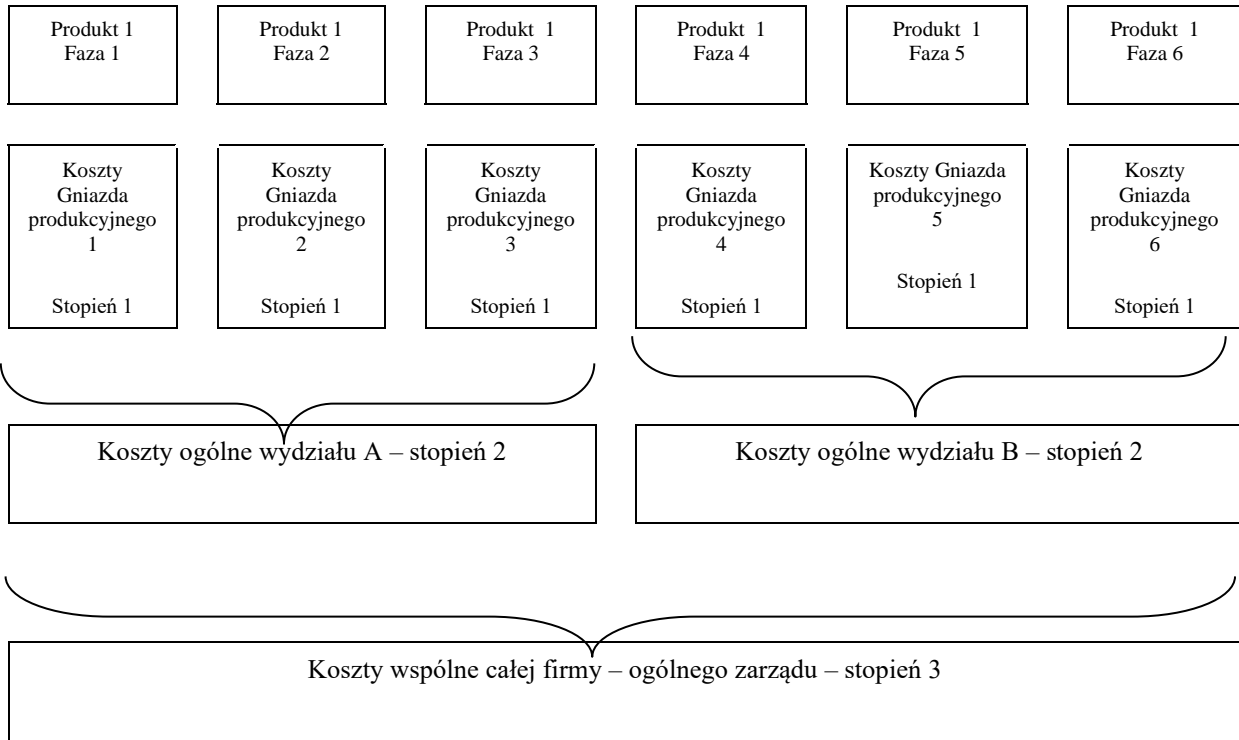 Produkt 1
Faza 1
Produkt 1
Faza 2
Produkt 1
Faza 3
Produkt 1
Faza 4
Produkt 1
Faza 5
Produkt 1
Faza 6
Koszty
Gniazda
produkcyjnego
1
Stopień 1
Koszty
Gniazda
produkcyjnego
2
Stopień 1
Koszty
Gniazda
produkcyjnego
3
Stopień 1
Koszty
Gniazda
produkcyjnego
4
Stopień 1
Koszty Gniazda
produkcyjnego
5
Stopień 1
Koszty
Gniazda
produkcyjnego
6
Stopień 1
Koszty ogólne wydziału A – stopień 2
Koszty ogólne wydziału B – stopień 2
Koszty wspólne całej firmy – ogólnego zarządu – stopień 3